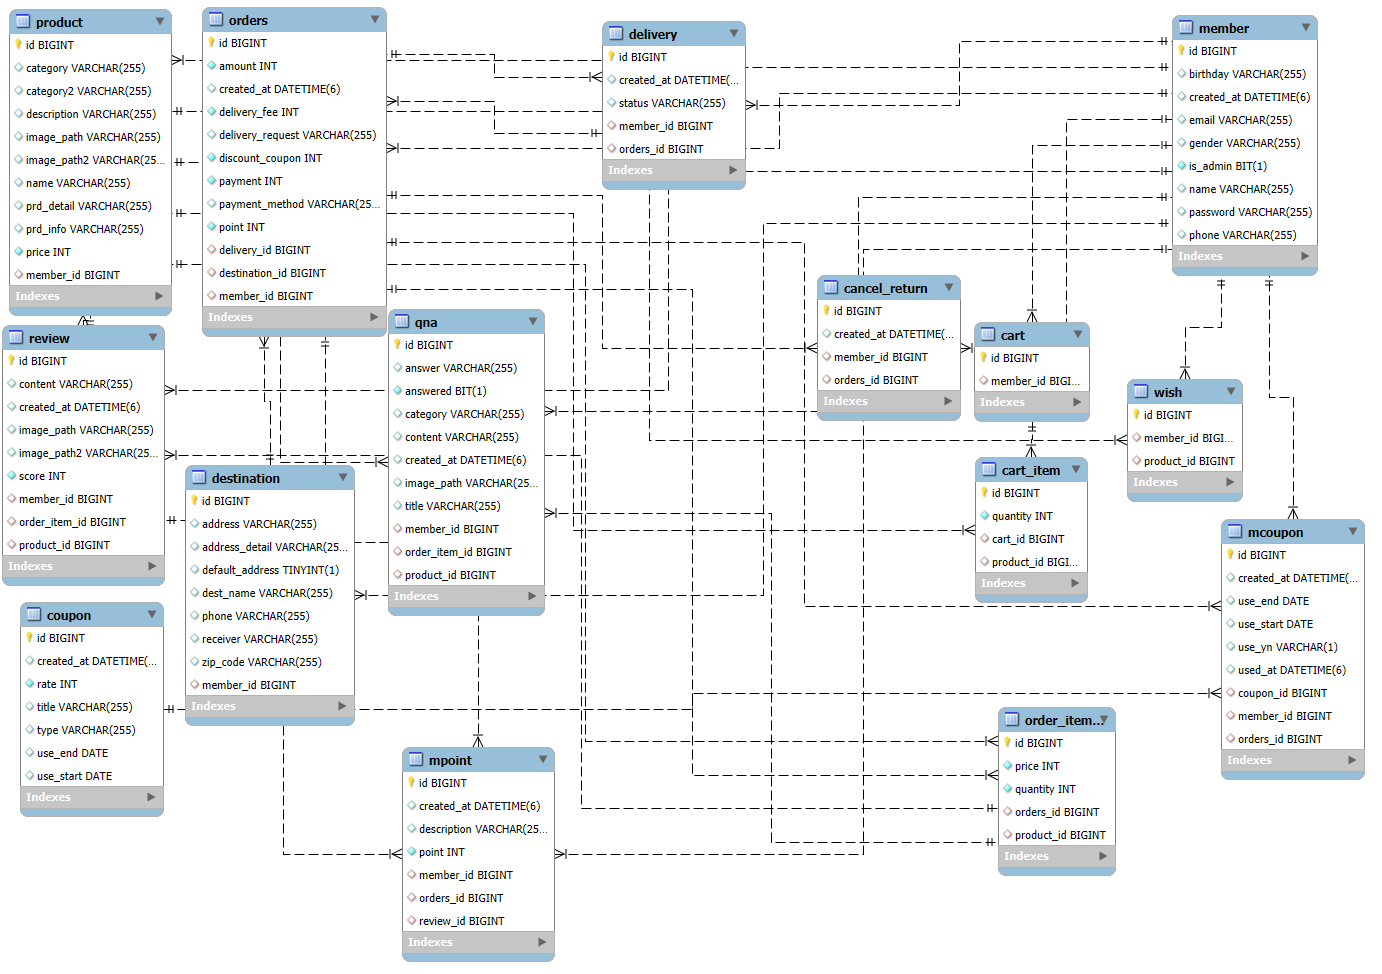 product
id BIGINT
category VARCHAR(255)
category2 VARCHAR(255)
description VARCHAR(255)
image_path VARCHAR(255)
image_path2 VARCHAR(25...
name VARCHAR(255)
prd_detail VARCHAR(255)
prd_info VARCHAR(255)
price INT
member_id BIGINT
Indexes
orders
id BIGINT
amount INT
created_at DATETIME(6)
delivery_fee INT
delivery_request VARCHAR(255)
discount_coupon INT
payment INT
payment_method VARCHAR(25...
point INT
delivery_id BIGINT
destination_id BIGINT
member_id BIGINT
Indexes
delivery
id BIGINT
created_at DATETIME(...
status VARCHAR(255)
member_id BIGINT
orders_id BIGINT
Indexes
member
id BIGINT
birthday VARCHAR(255)
created_at DATETIME(6)
email VARCHAR(255)
gender VARCHAR(255)
is_admin BIT(1)
name VARCHAR(255)
password VARCHAR(255)
phone VARCHAR(255)
Indexes
review
id BIGINT
content VARCHAR(255)
created_at DATETIME(6)
image_path VARCHAR(255)
image_path2 VARCHAR(25...
score INT
member_id BIGINT
order_item_id BIGINT
product_id BIGINT
Indexes
qna
id BIGINT
answer VARCHAR(255)
answered BIT(1)
category VARCHAR(255)
content VARCHAR(255)
created_at DATETIME(6)
image_path VARCHAR(25...
title VARCHAR(255)
member_id BIGINT
order_item_id BIGINT
product_id BIGINT
Indexes
cancel_return
id BIGINT
created_at DATETIME(...
member_id BIGINT
orders_id BIGINT
Indexes
cart
id BIGINT
member_id BIGI...
Indexes
wish
id BIGINT
member_id BIGI...
product_id BIGINT
Indexes
destination
id BIGINT
address VARCHAR(255)
address_detail VARCHAR(25...
default_address TINYINT(1)
dest_name VARCHAR(255)
phone VARCHAR(255)
receiver VARCHAR(255)
zip_code VARCHAR(255)
member_id BIGINT
Indexes
cart_item
id BIGINT
quantity INT
cart_id BIGINT
product_id BIGI...
Indexes
mcoupon
id BIGINT
created_at DATETIME(...
use_end DATE
use_start DATE
use_yn VARCHAR(1)
used_at DATETIME(6)
coupon_id BIGINT
member_id BIGINT
orders_id BIGINT
Indexes
coupon
id BIGINT
created_at DATETIME(...
rate INT
title VARCHAR(255)
type VARCHAR(255)
use_end DATE
use_start DATE
Indexes
mpoint
id BIGINT
created_at DATETIME(6)
description VARCHAR(25...
point INT
member_id BIGINT
orders_id BIGINT
review_id BIGINT
Indexes
order_item...
id BIGINT
price INT
quantity INT
orders_id BIGINT
product_id BIGINT
Indexes